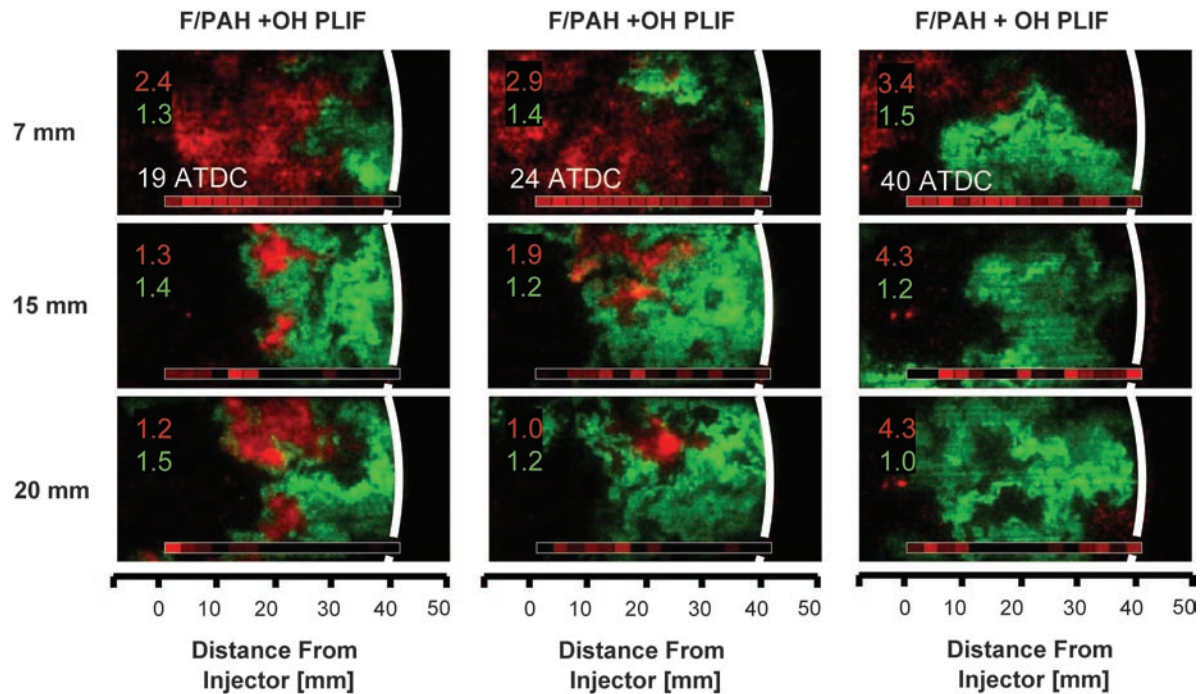 F/PAH +OH PLIF
F/PAH +OH PLIF
F/PAH + OH PLIF
7 mm
2.4
1.3
19 ATDC
2.9
1.4
24 ATDC
3.4
1.5
40 ATDC
15 mm
1.3
1.4
1.9
1.2
4.3
1.2
20 mm
1.2
1.5
1.0
1.2
4.3
1.0
0 10 20 30 40 50
0 10 20 30 40 50
0 10 20 30 40 50
Distance From
Injector [mm]
Distance From
Injector [mm]
Distance From
Injector [mm]